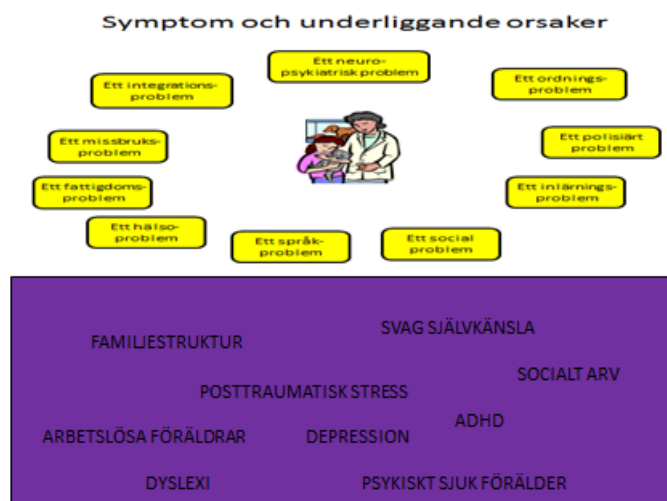 Symptom och underliggande orsaker
Ett neuro-
psykiatrisk problem
Ett integrations-
problem
Ett ordnings-
problem
Ett missbruks-
problem
Ett polisiärt
problem
Ett fattigdoms-
problem
Ett inlärnings-
problem
Ett hälso-
problem
Ett språk-
problem
Ett social
problem
SVAG SJÄLVKÄNSLA
FAMILJESTRUKTUR
SOCIALT ARV
POSTTRAUMATISK STRESS
ADHD
ARBETSLÖSA FÖRÄLDRAR
DEPRESSION
DYSLEXI
PSYKISKT SJUK FÖRÄLDER